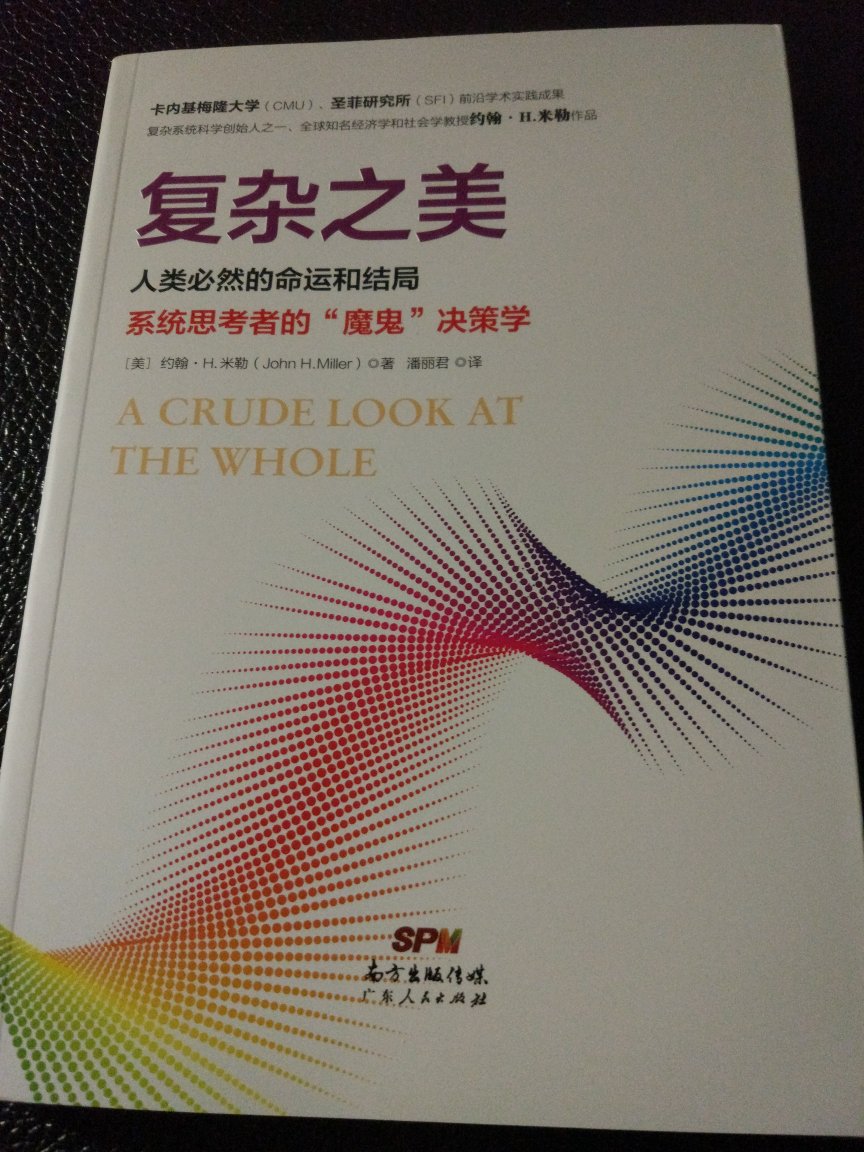 卡内基梅隆大学（CMU）、圣菲研究所（SFI）前沿学术实践成果
复杂系统科学创始人之一、全球知名经济学和社会学教授约翰·H.米勒作品
复杂之美
人类必然的命运和结局
系统思考者的“魔鬼”决策学
［美］约翰·H.米勒（John H.Miller）◎著 潘丽君 ◎译
A CRUDE LOOK AT
THE WHOLE
SPM
南方出版传媒
广东人民出版社